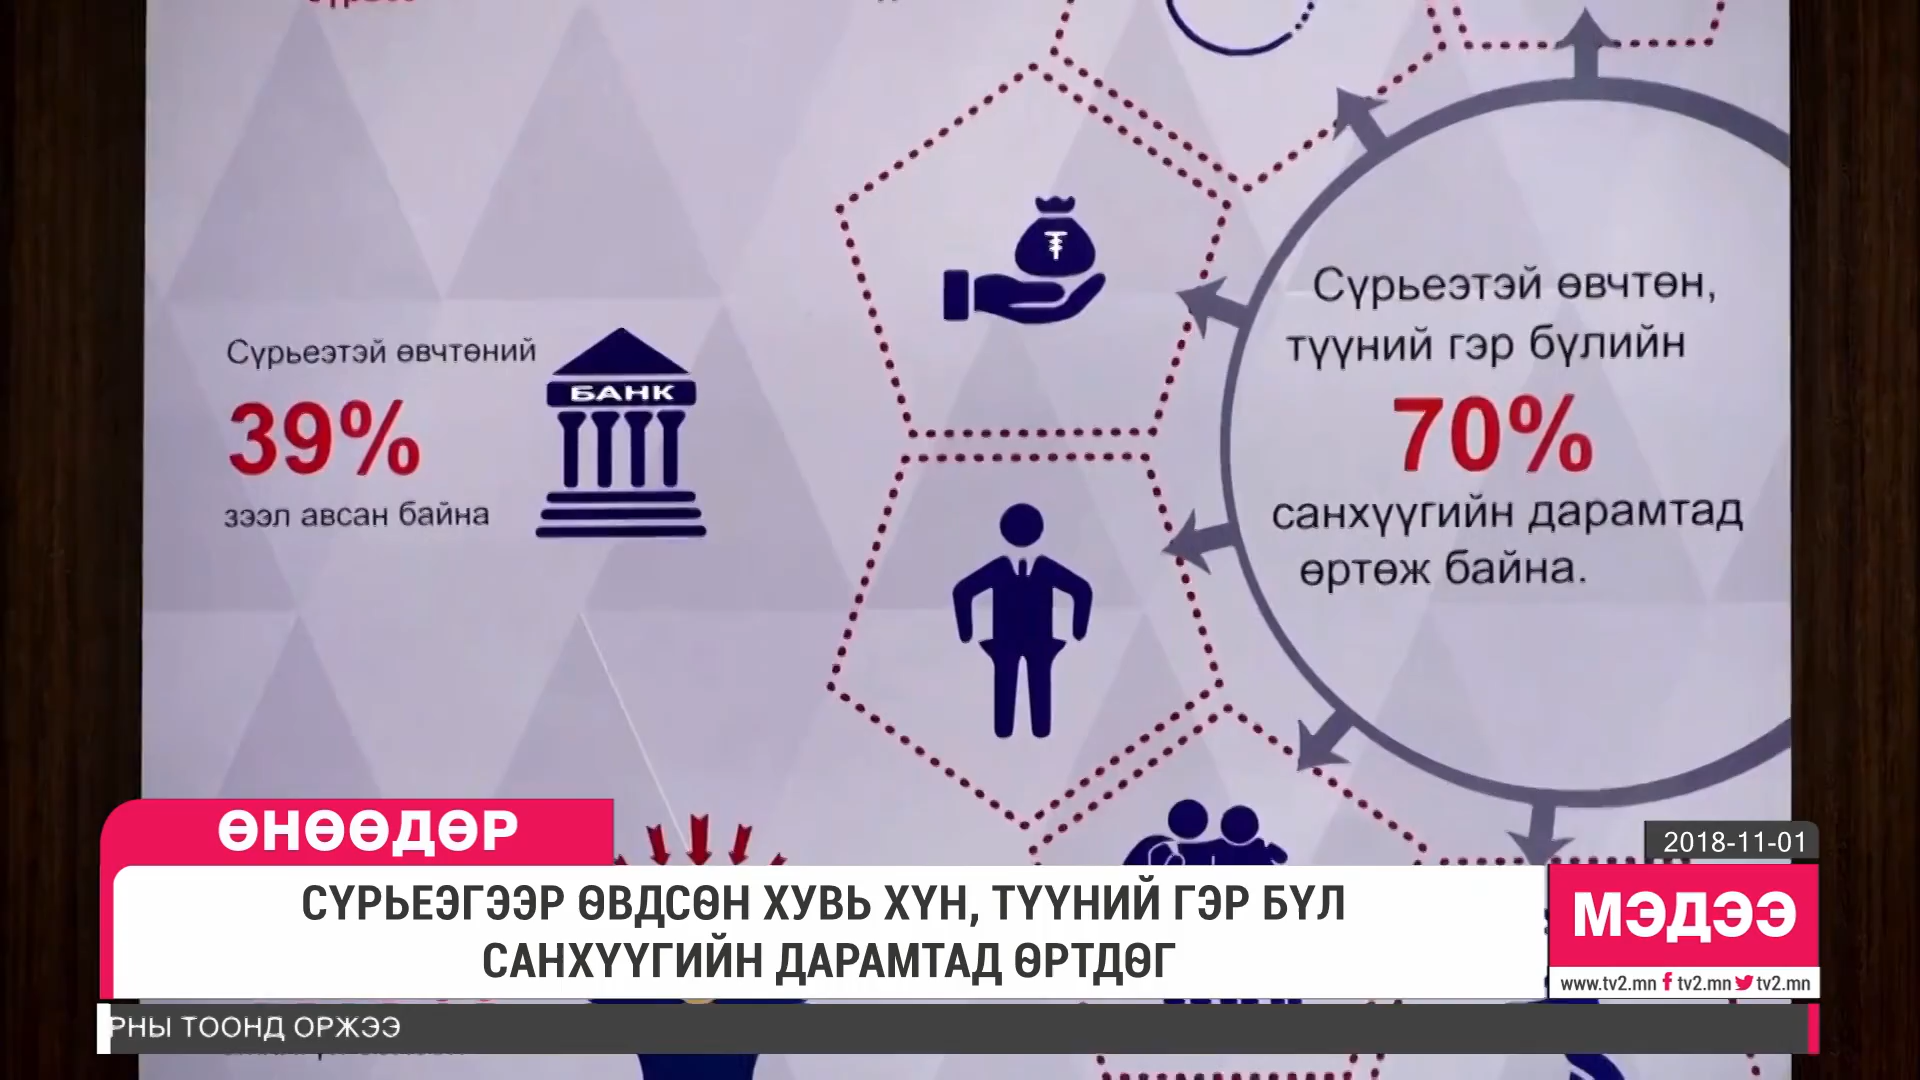 Сүрьеэтэй өвчтөний
39%
зээл авсан байна
БАНК
₮
Сүрьеэтэй өвчтөн,
түүний гэр бүлийн
70%
санхүүгийн дарамтад
өртөж байна.
ӨНӨӨДӨР
2018-11-01
СҮРЬЕЭГЭЭР ӨВДСӨН ХУВЬ ХҮН, ТҮҮНИЙ ГЭР БҮЛ
САНХҮҮГИЙН ДАРАМТАД ӨРТДӨГ
МЭДЭЭ
www.tv2.mn f tv2.mn tv2.mn
РНЫ ТООНД ОРЖЭЭ